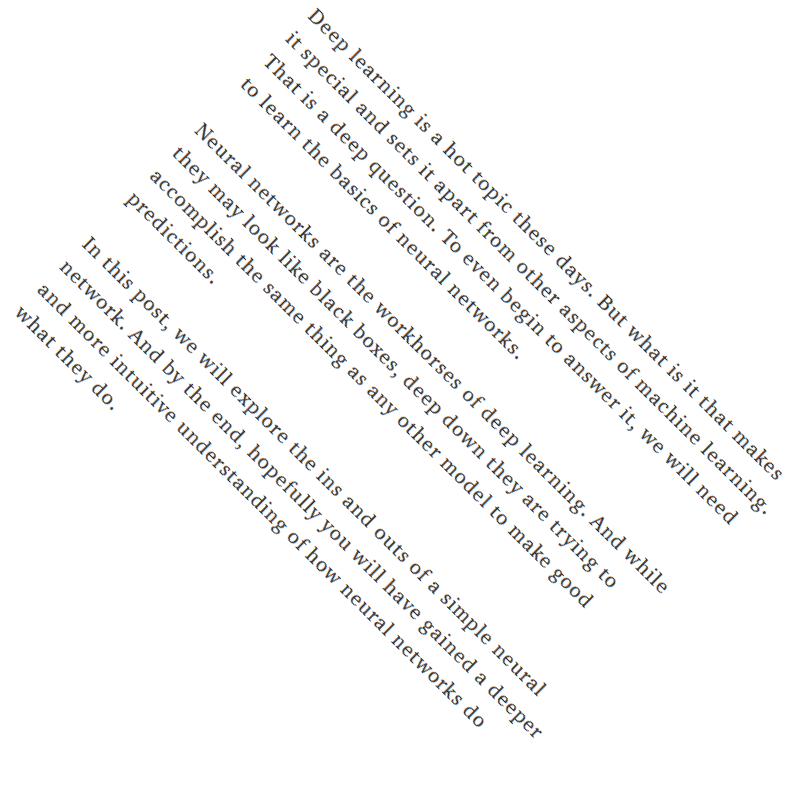 Deep learning is a hot topic these days. But what is it that makes
it special and sets it apart from other aspects of machine learning.
That is a deep question. To even begin to answer it, we will need
to learn the basics of neural networks.
Neural networks are the workhorses of deep learning. And while
they may look like black boxes, deep down they are trying to
accomplish the same thing as any other model to make good
predictions.
In this post, we will explore the ins and outs of a simple neural
network. And by the end, hopefully you will have gained a deeper
and more intuitive understanding of how neural networks do
what they do.